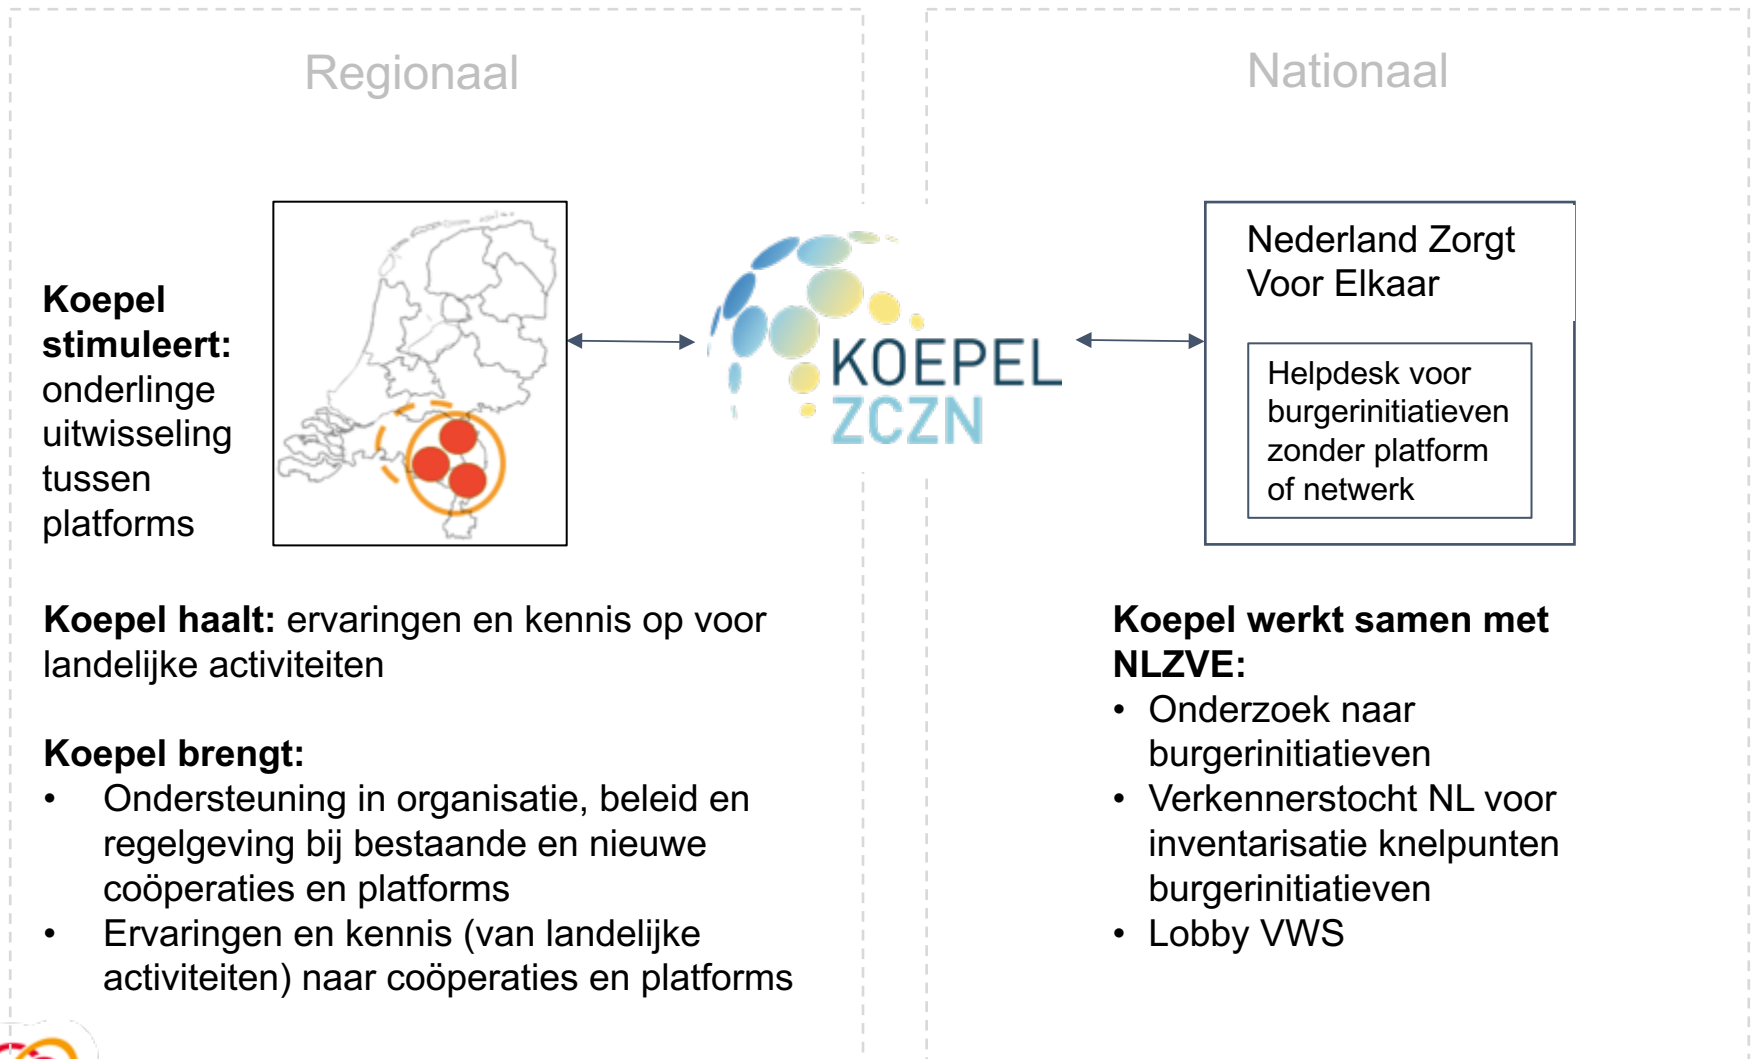 Regionaal
Koepel
stimuleert:
onderlinge
uitwisseling
tussen
platforms
Koepel haalt: ervaringen en kennis op voor
landelijke activiteiten
Koepel brengt:
• Ondersteuning in organisatie, beleid en
regelgeving bij bestaande en nieuwe
coöperaties en platforms
• Ervaringen en kennis (van landelijke
activiteiten) naar coöperaties en platforms
KOEPEL
ZCZN
Nationaal
Nederland Zorgt
Voor Elkaar
Helpdesk voor
burgerinitiatieven
zonder platform
of netwerk
Koepel werkt samen met
NLZVE:
• Onderzoek naar
burgerinitiatieven
• Verkennerstocht NL voor
inventarisatie knelpunten
burgerinitiatieven
• Lobby VWS